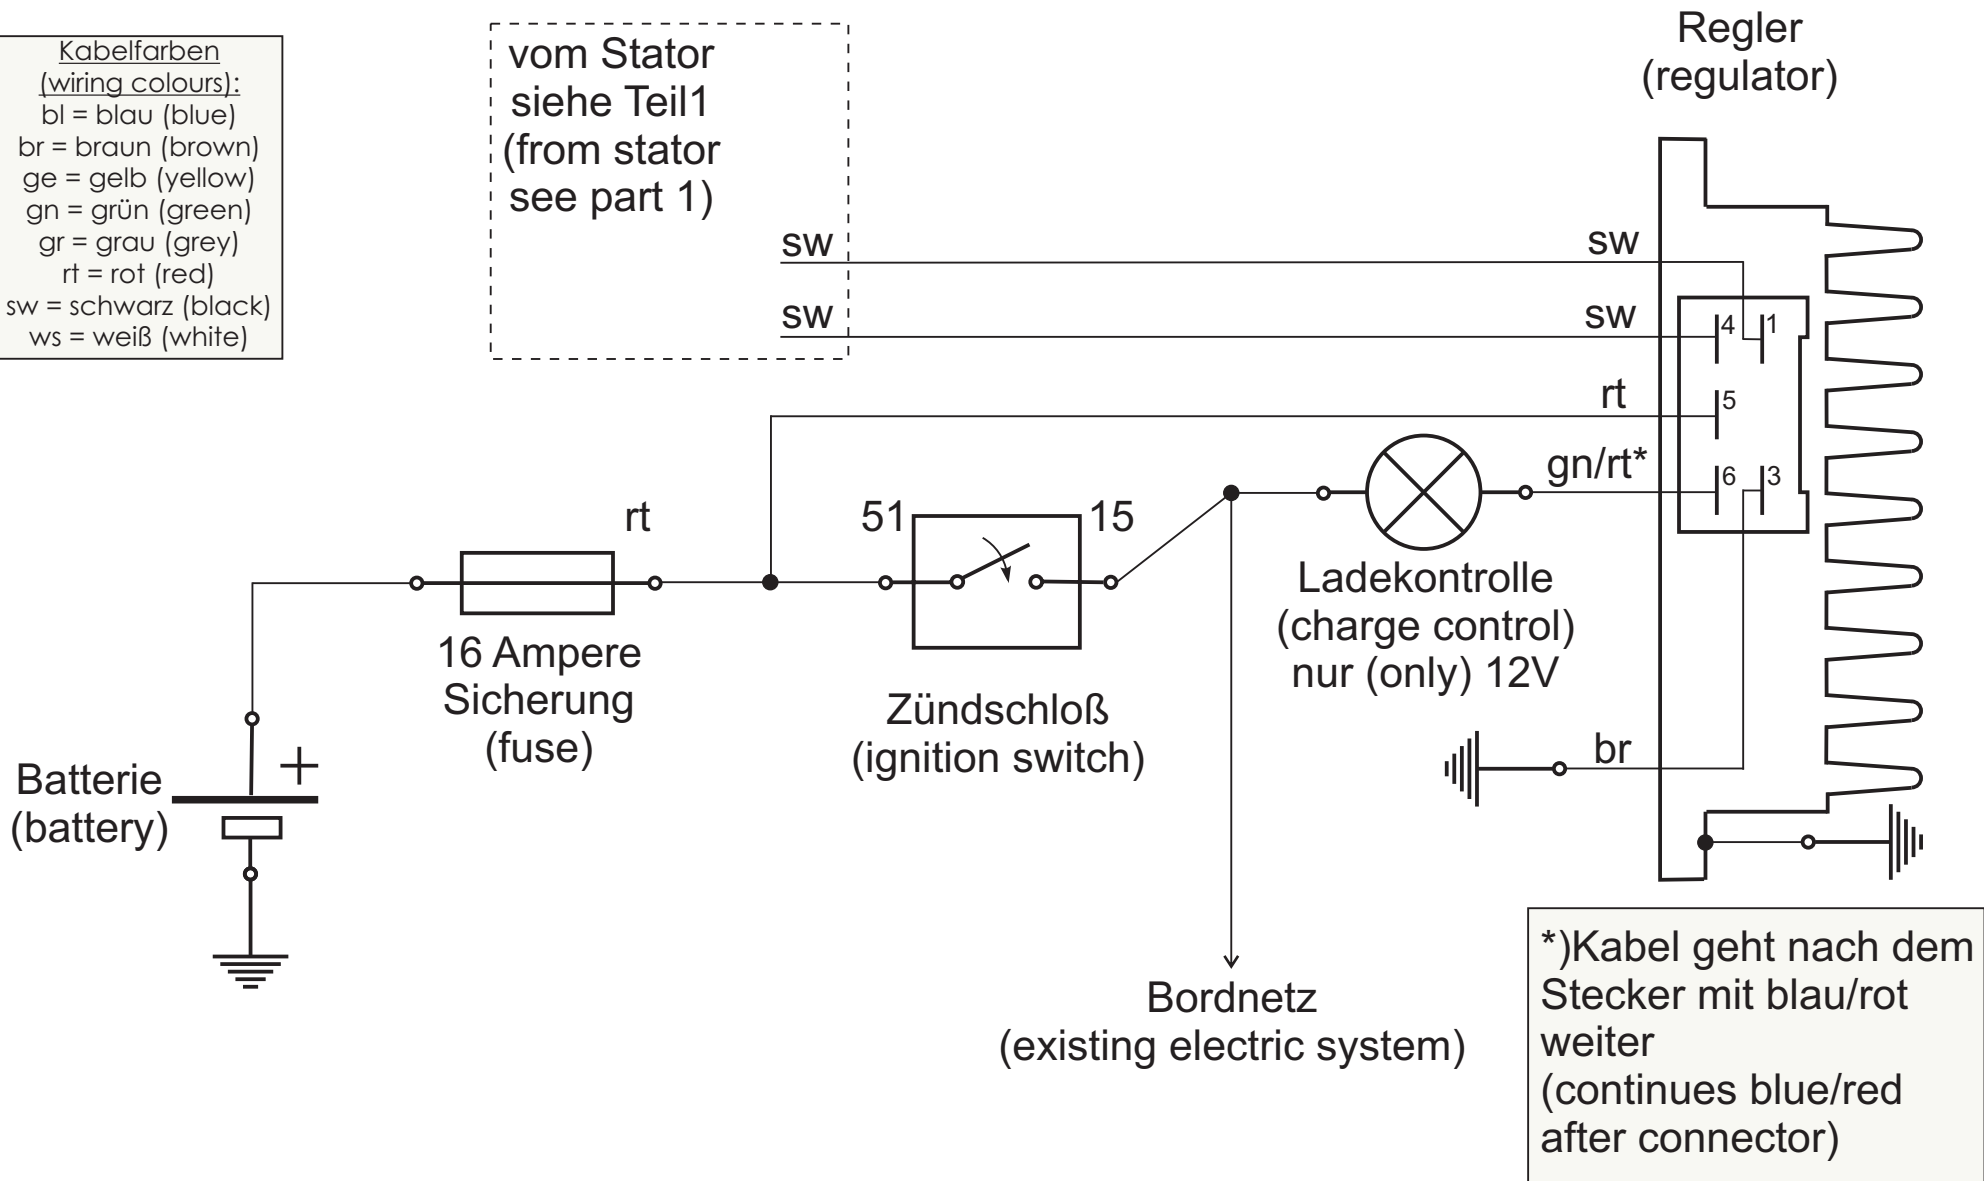 Kabelfarben
(wiring colours):
bl = blau (blue)
br = braun (brown)
ge = gelb (yellow)
gn = grün (green)
gr = grau (grey)
rt = rot (red)
sw = schwarz (black)
ws = weiß (white)
vom Stator
siehe Teil1
(from stator
see part 1)
sw
sw
Regler
(regulator)
sw
sw
4 1
5
6 3
rt
gn/rt*
rt
51
15
16 Ampere
Sicherung
(fuse)
Zündschloß
(ignition switch)
Ladekontrolle
(charge control)
nur (only) 12V
br
Batterie
(battery)
+
Bordnetz
(existing electric system)
*)Kabel geht nach dem
Stecker mit blau/rot
weiter
(continues blue/red
after connector)